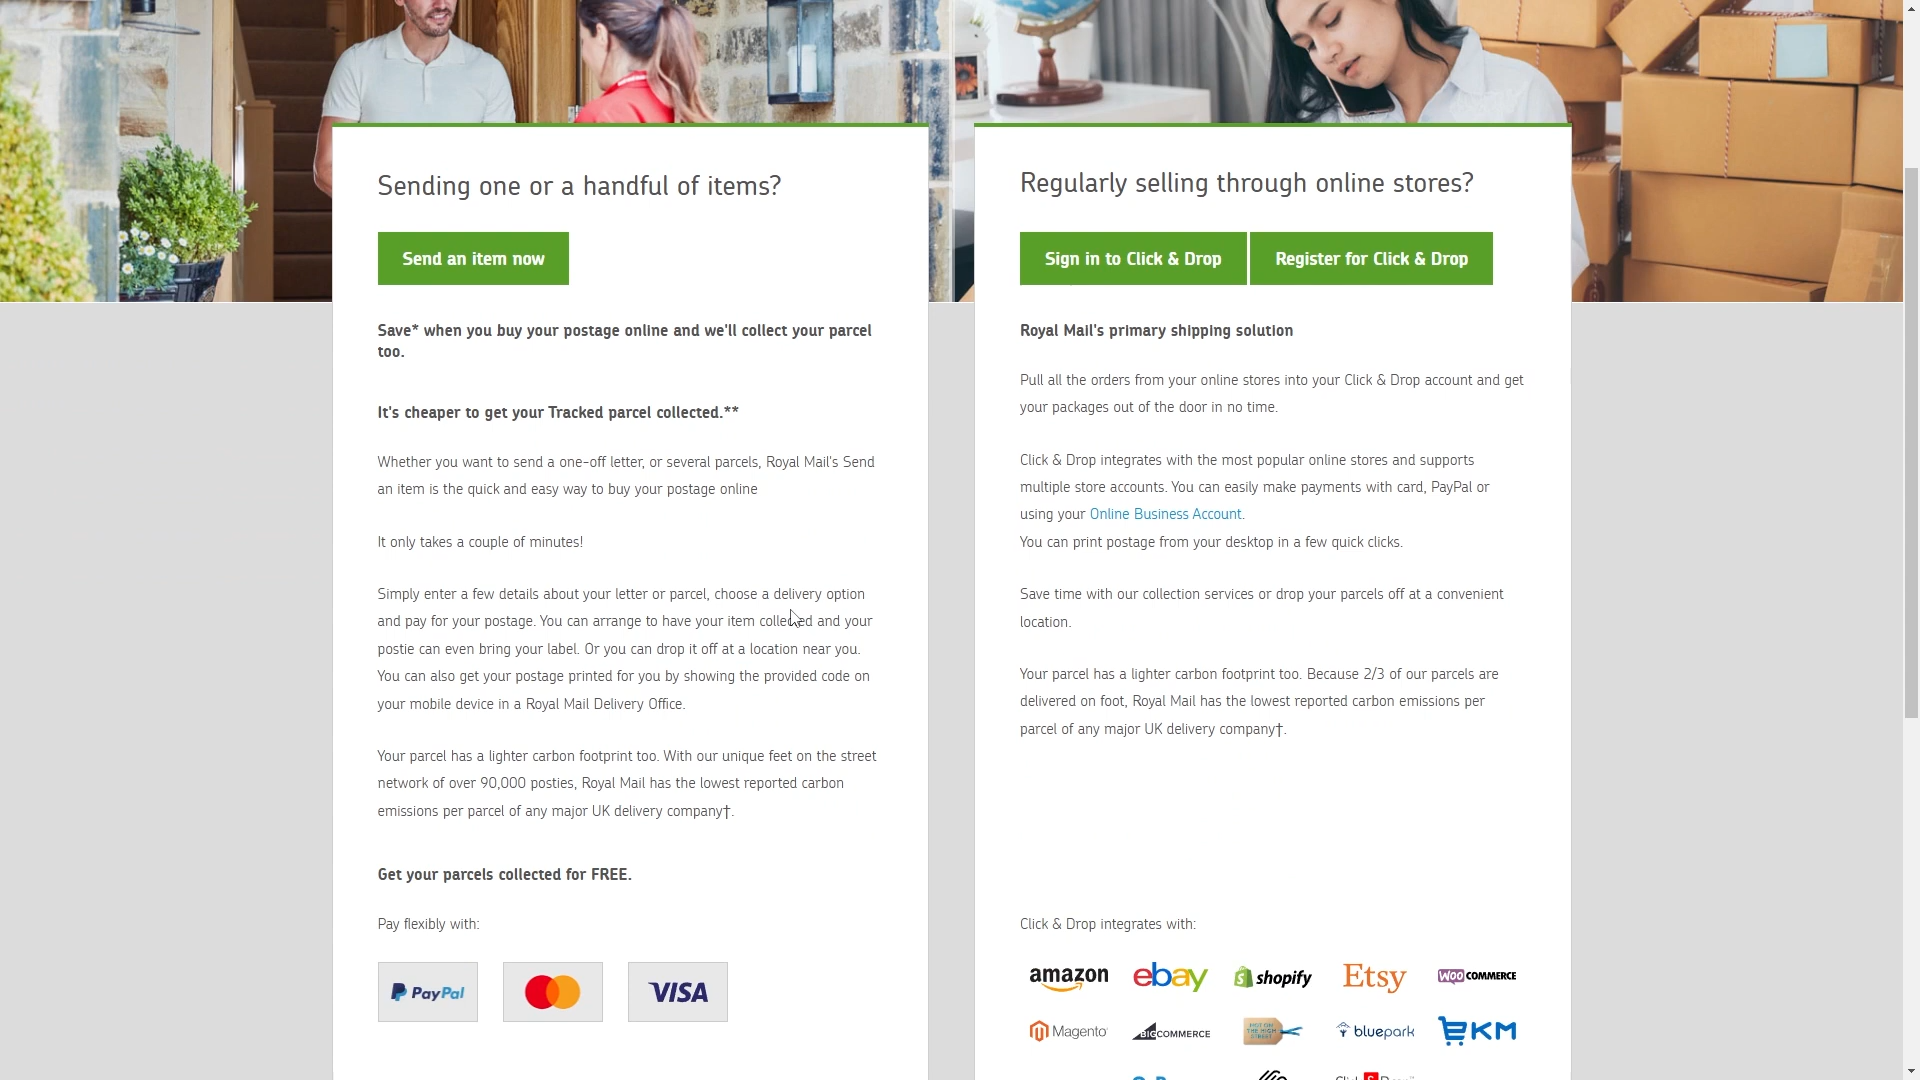 Sending one or a handful of items?
Send an item now
Save* when you buy your postage online and we'll collect your parcel
too.
It's cheaper to get your Tracked parcel collected.**
Whether you want to send a one-off letter, or several parcels, Royal Mail's Send
an item is the quick and easy way to buy your postage online
It only takes a couple of minutes!
Simply enter a few details about your letter or parcel, choose a delivery option
and pay for your postage. You can arrange to have your item collected and your
postie can even bring your label. Or you can drop it off at a location near you.
You can also get your postage printed for you by showing the provided code on
your mobile device in a Royal Mail Delivery Office.
Your parcel has a lighter carbon footprint too. With our unique feet on the street
network of over 90,000 posties, Royal Mail has the lowest reported carbon
emissions per parcel of any major UK delivery company†.
Get your parcels collected for FREE.
Pay flexibly with:
PayPal
VISA
Regularly selling through online stores?
Sign in to Click & Drop
Register for Click & Drop
Royal Mail's primary shipping solution
Pull all the orders from your online stores into your Click & Drop account and get
your packages out of the door in no time.
Click & Drop integrates with the most popular online stores and supports
multiple store accounts. You can easily make payments with card, PayPal or
using your Online Business Account.
You can print postage from your desktop in a few quick clicks.
Save time with our collection services or drop your parcels off at a convenient
location.
Your parcel has a lighter carbon footprint too. Because 2/3 of our parcels are
delivered on foot, Royal Mail has the lowest reported carbon emissions per
parcel of any major UK delivery company†.
Click & Drop integrates with:
amazon ebay shopify Etsy WOO COMMERCE
Magento BIGCOMMERCE NOT ON THE HIGH STREET bluepark EKM